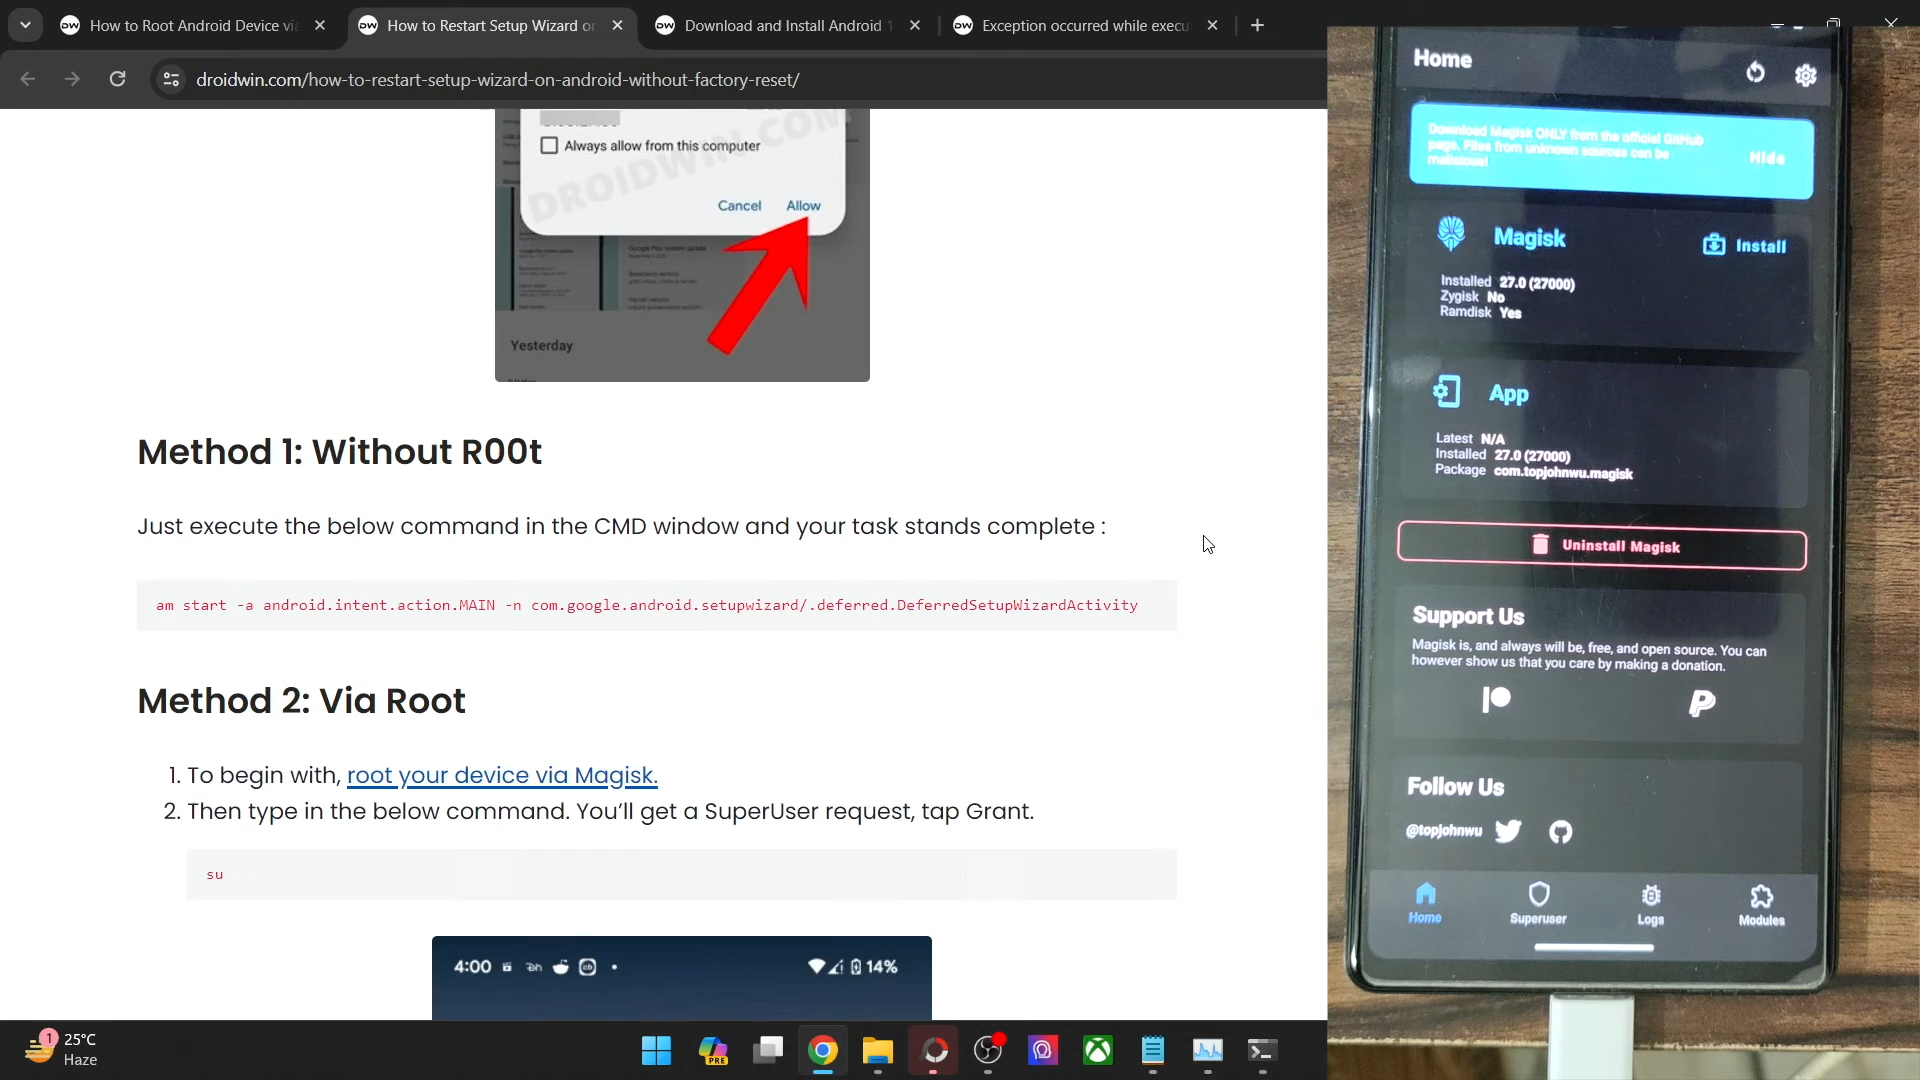 How to Root Android Device via
How to Restart Setup Wizard or
Download and Install Android 1
Exception occurred while execu
droidwin.com/how-to-restart-setup-wizard-on-android-without-factory-reset/
DROIDWIN.COM
Always allow from this computer
Cancel
Allow
Yesterday
Method 1: Without R00t
Just execute the below command in the CMD window and your task stands complete :
am start -a android.intent.action.MAIN -n com.google.android.setupwizard/.deferred.DeferredSetupWizardActivity
Method 2: Via Root
1. To begin with, root your device via Magisk.
2. Then type in the below command. You’ll get a SuperUser request, tap Grant.
su
4:00
14%
1
25°C
Haze
PRE
Home
Download Magisk ONLY from the official GitHub
page. Files from unknown sources can be
malicious!
Hide
Magisk
Install
Installed 27.0 (27000)
Zygisk No
Ramdisk Yes
App
Latest N/A
Installed 27.0 (27000)
Package com.topjohnwu.magisk
Uninstall Magisk
Support Us
Magisk is, and always will be, free, and open source. You can
however show us that you care by making a donation.
Follow Us
@topjohnwu
Home
Superuser
Logs
Modules